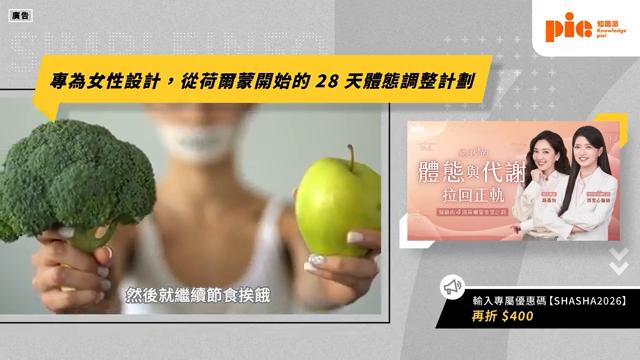 廣告
pie 知識派
Knowledge
pie!
專為女性設計,從荷爾蒙開始的 28 天體態調整計劃
體態與代謝
拉回正軌
然後就繼續節食挨餓
輸入專屬優惠碼【SHASHA2026】
再折 $400